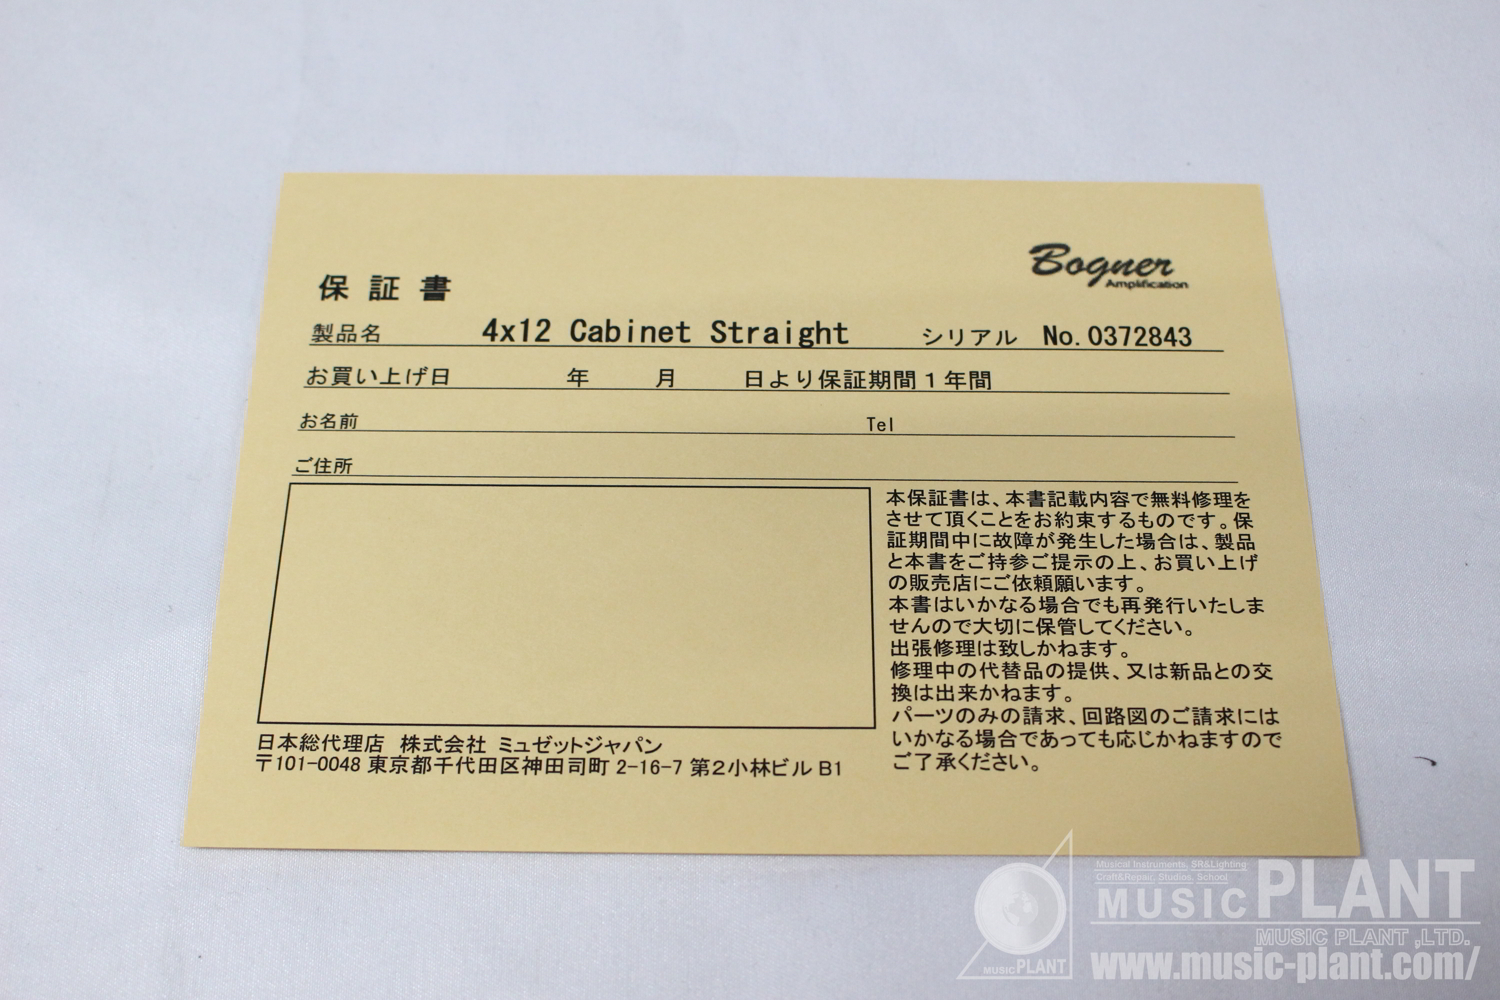 Bogner
Amplification
保証書
製品名 4x12 Cabinet Straight シリアル No.0372843
お買い上げ日 年 月 日より保証期間1年間
お名前 Tel
ご住所
本保証書は、本書記載内容で無料修理を
させて頂くことをお約束するものです。保
証期間中に故障が発生した場合は、製品
と本書をご持参ご提示の上、お買い上げ
の販売店にご依頼願います。
本書はいかなる場合でも再発行いたしま
せんので大切に保管してください。
出張修理は致しかねます。
修理中の代替品の提供、又は新品との交
換は出来かねます。
パーツのみの請求、回路図のご請求には
いかなる場合であっても応じかねますので
ご了承ください。
日本総代理店 株式会社 ミュゼットジャパン
〒101-0048 東京都千代田区神田司町 2-16-7 第2小林ビル B1
Musical Instruments, SR&Lighting
Craft&Repair, Studios, School
MUSIC PLANT
MUSIC PLANT ,LTD.
MUSIC PLANT
www.music-plant.com/